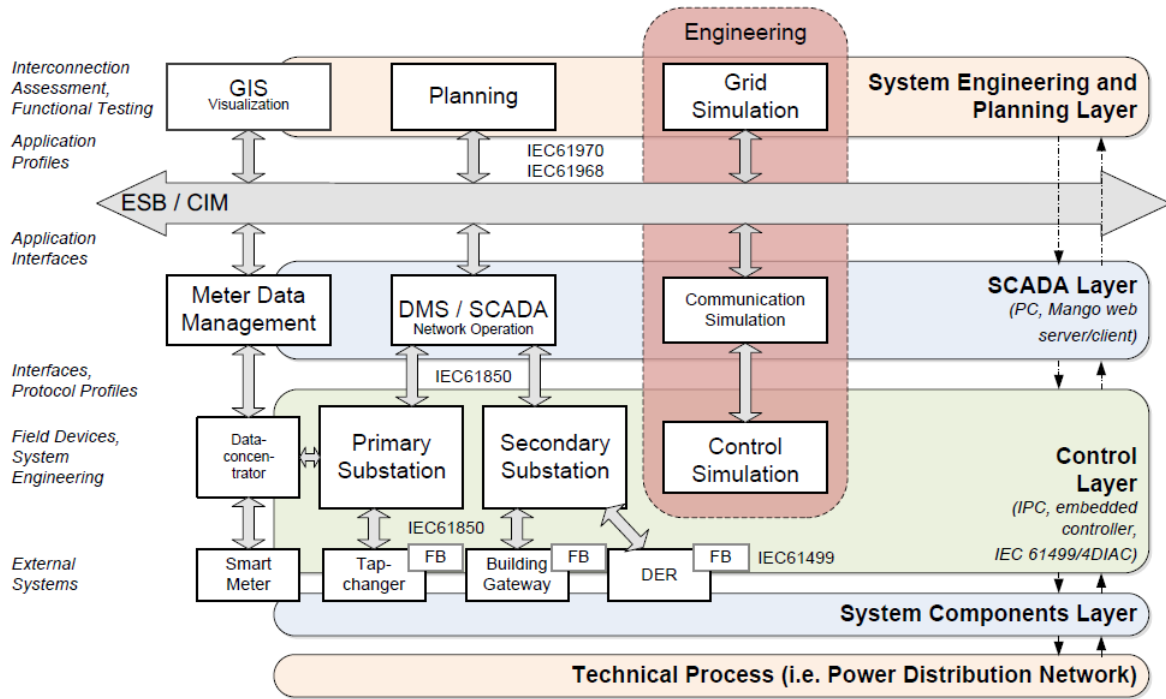 Engineering
Interconnection
Assessment,
Functional Testing
GIS
Visualization
Planning
Grid
Simulation
System Engineering and
Planning Layer
Application
Profiles
IEC61970
IEC61968
ESB / CIM
Application
Interfaces
Meter Data
Management
DMS / SCADA
Network Operation
Communication
Simulation
SCADA Layer
(PC, Mango web
server/client)
Interfaces,
Protocol Profiles
IEC61850
Field Devices,
System
Engineering
Data-
concen-
trator
Primary
Substation
Secondary
Substation
Control
Simulation
Control
Layer
(IPC, embedded
controller,
IEC 61499/4DIAC)
IEC61850
External
Systems
Smart
Meter
Tap-
changer
FB
Building
Gateway
FB
DER
FB
IEC61499
System Components Layer
Technical Process (i.e. Power Distribution Network)